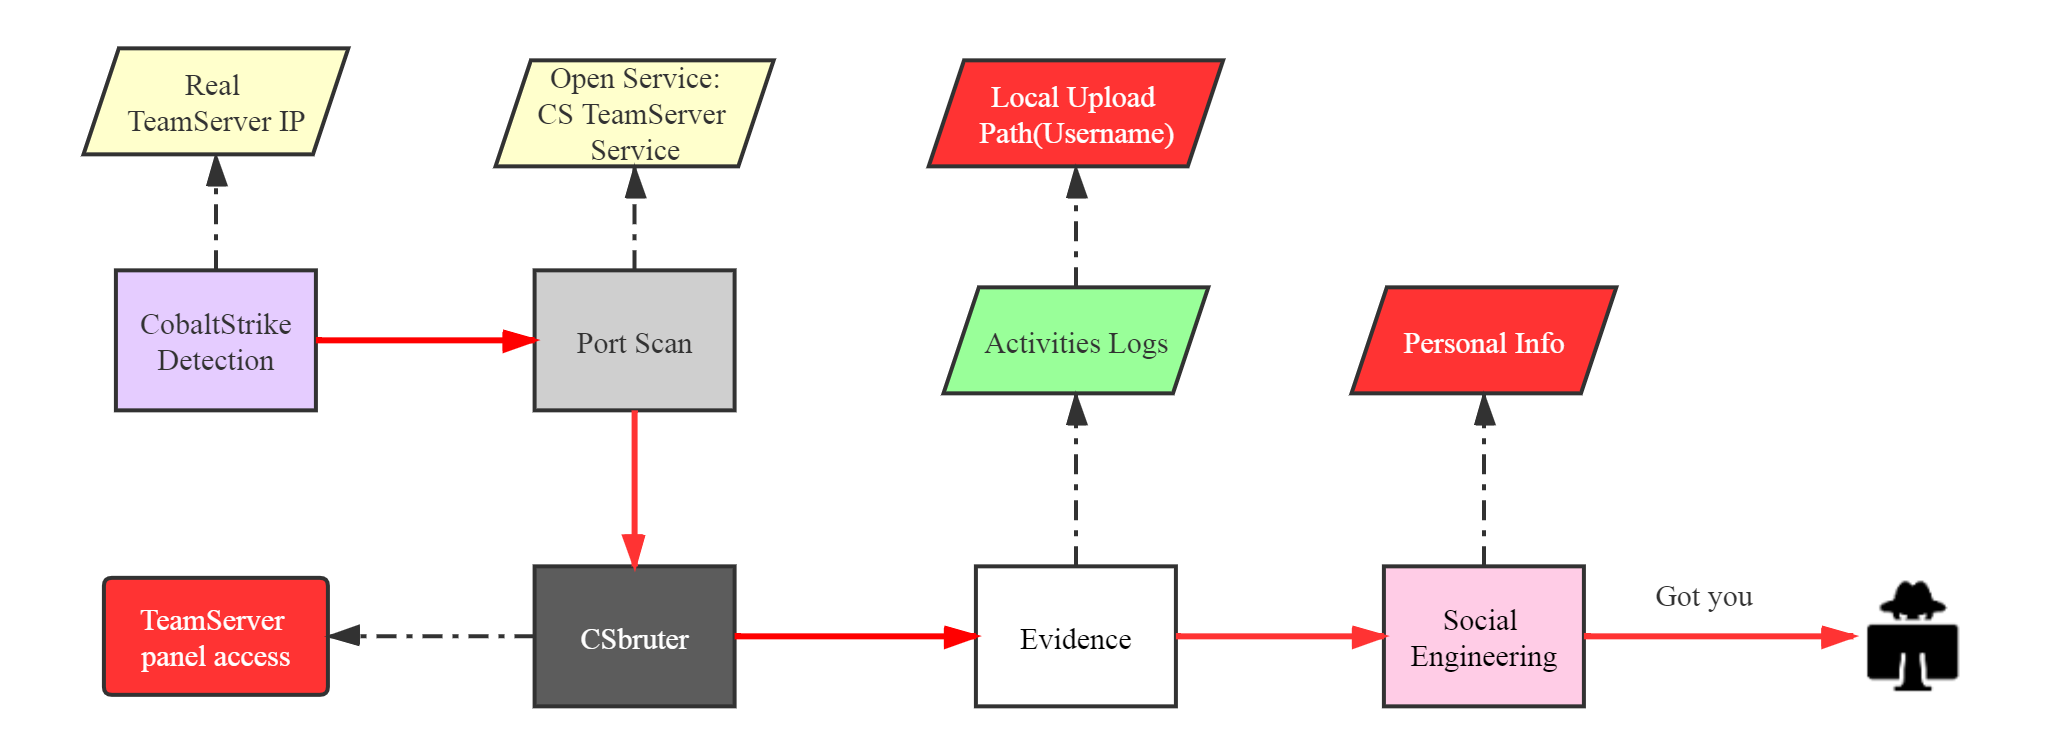 Real
TeamServer IP
Open Service:
CS TeamServer
Service
Local Upload
Path(Username)
CobaltStrike
Detection
Port Scan
Activities Logs
Personal Info
TeamServer
panel access
CSbruter
Evidence
Social
Engineering
Got you